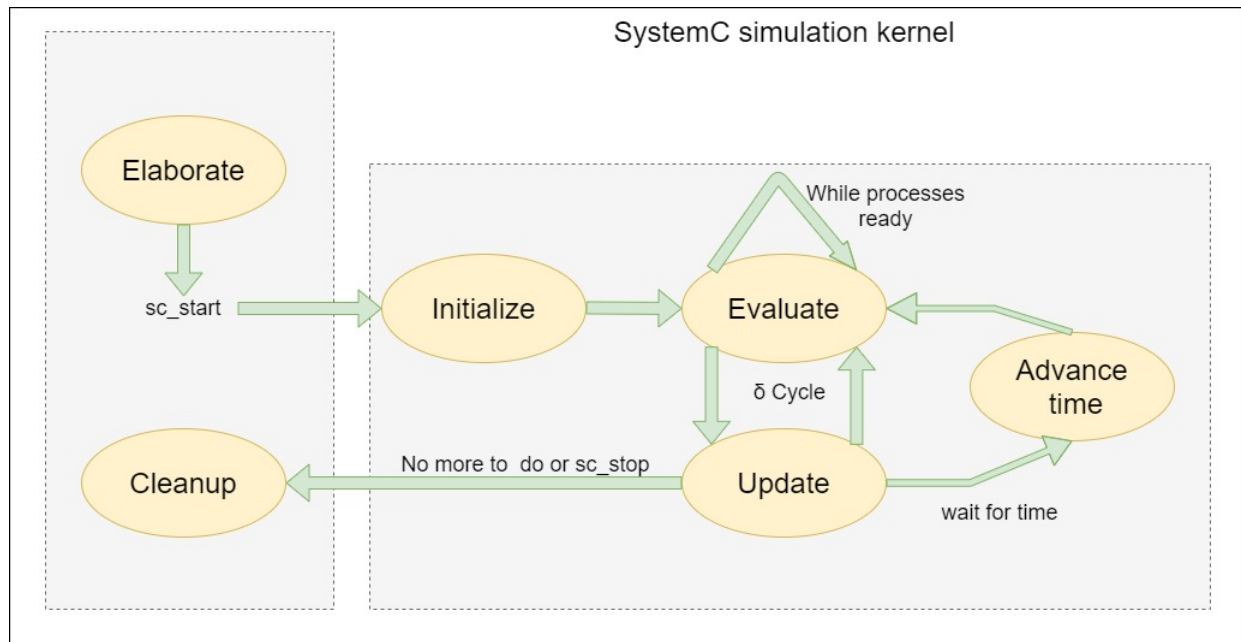 SystemC simulation kernel
Elaborate
While processes
ready
sc_start
Initialize
Evaluate
Advance
time
δ Cycle
No more to  do or sc_stop
Cleanup
Update
wait for time